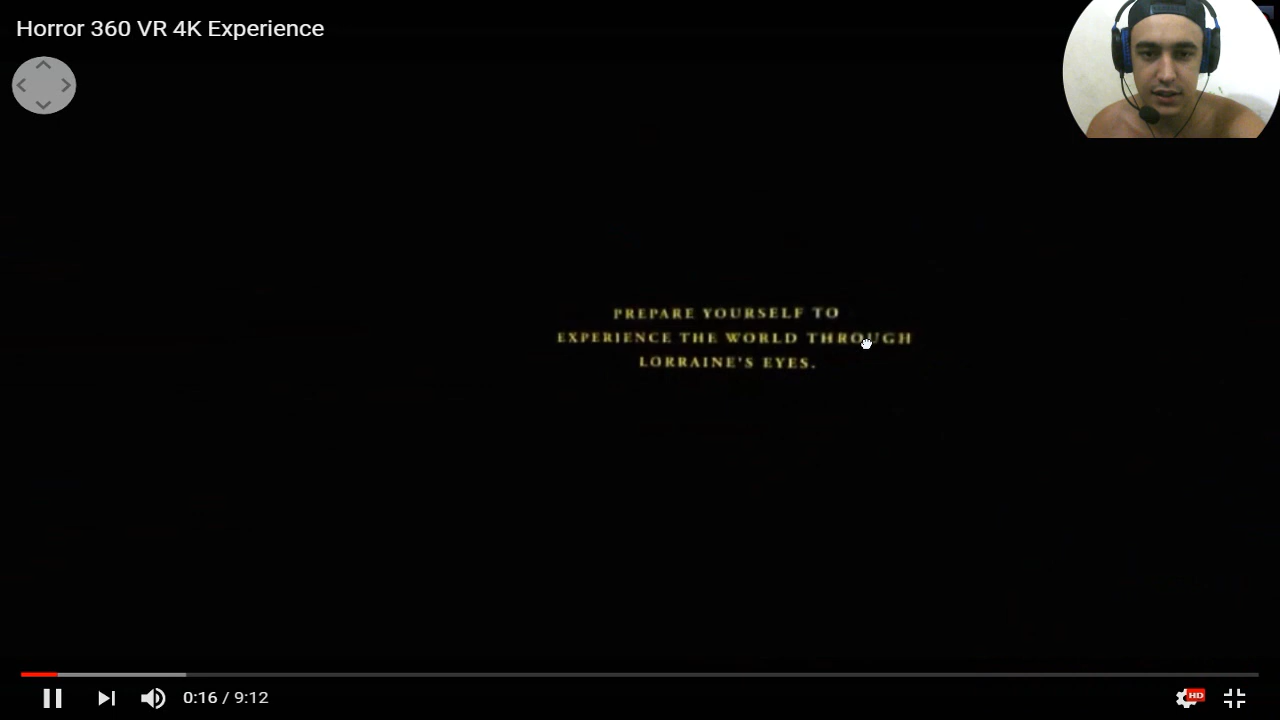 Horror 360 VR 4K Experience
PREPARE YOURSELF TO
EXPERIENCE THE WORLD THROUGH
LORRAINE'S EYES.
0:16 / 9:12
HD